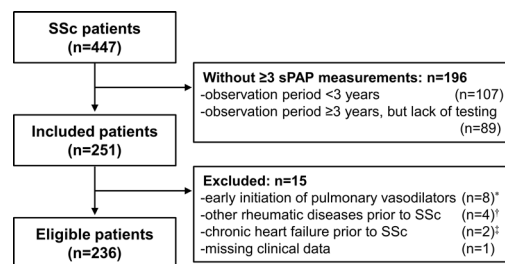 SSc patients
(n=447)
Without ≥3 sPAP measurements: n=196
-observation period <3 years (n=107)
-observation period ≥3 years, but lack of testing
(n=89)
Included patients
(n=251)
Excluded: n=15
-early initiation of pulmonary vasodilators (n=8)*
-other rheumatic diseases prior to SSc (n=4)†
-chronic heart failure prior to SSc (n=2)‡
-missing clinical data (n=1)
Eligible patients
(n=236)